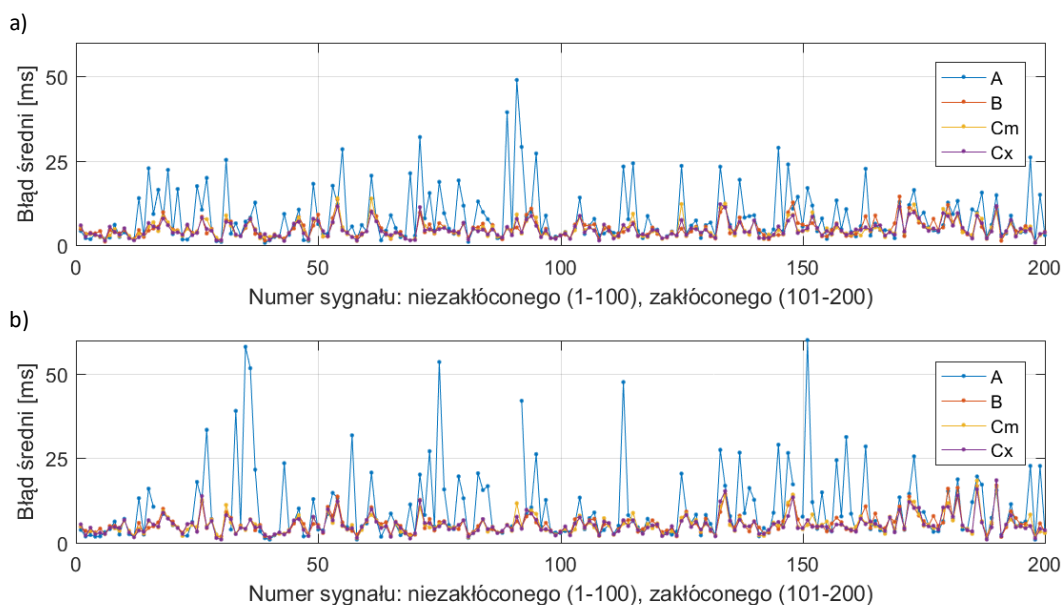 a)
Błąd średni [ms]
50
25
0
A
B
Cm
Cx
0 50 100 150 200
Numer sygnału: niezakłóconego (1-100), zakłóconego (101-200)
b)
Błąd średni [ms]
50
25
0
A
B
Cm
Cx
0 50 100 150 200
Numer sygnału: niezakłóconego (1-100), zakłóconego (101-200)